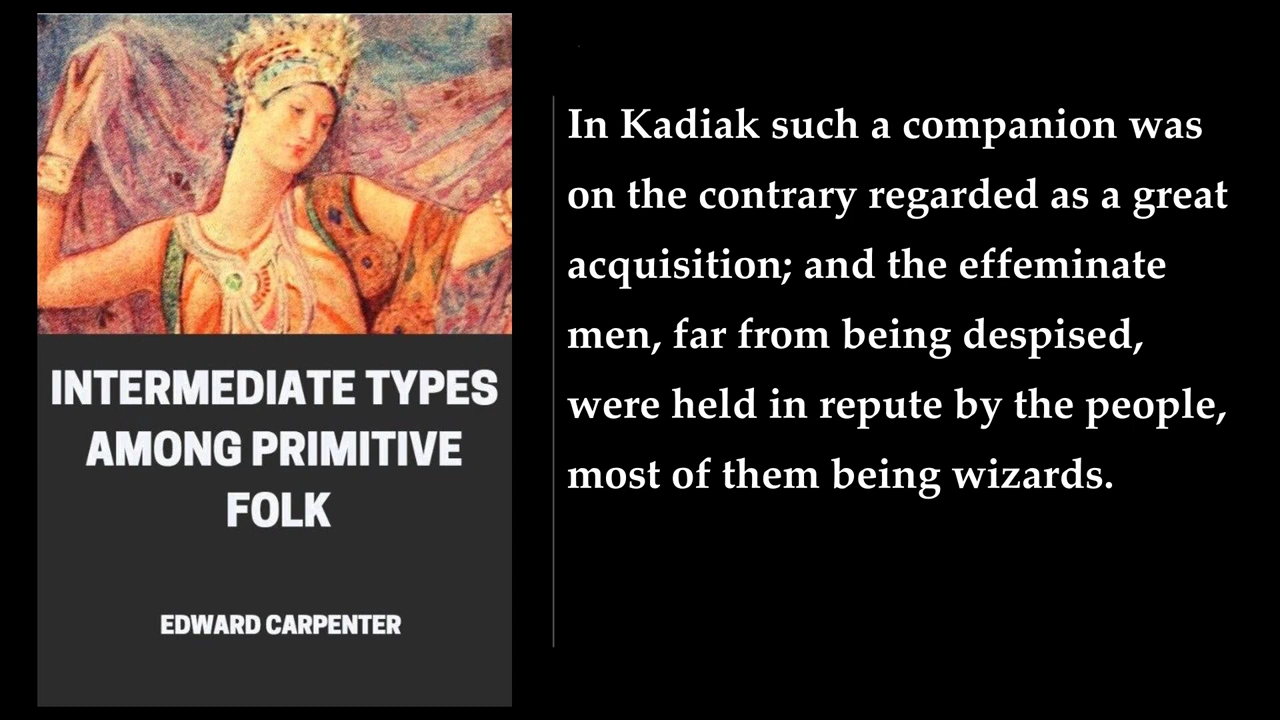 INTERMEDIATE TYPES
AMONG PRIMITIVE
FOLK
EDWARD CARPENTER
In Kadiak such a companion was
on the contrary regarded as a great
acquisition; and the effeminate
men, far from being despised,
were held in repute by the people,
most of them being wizards.